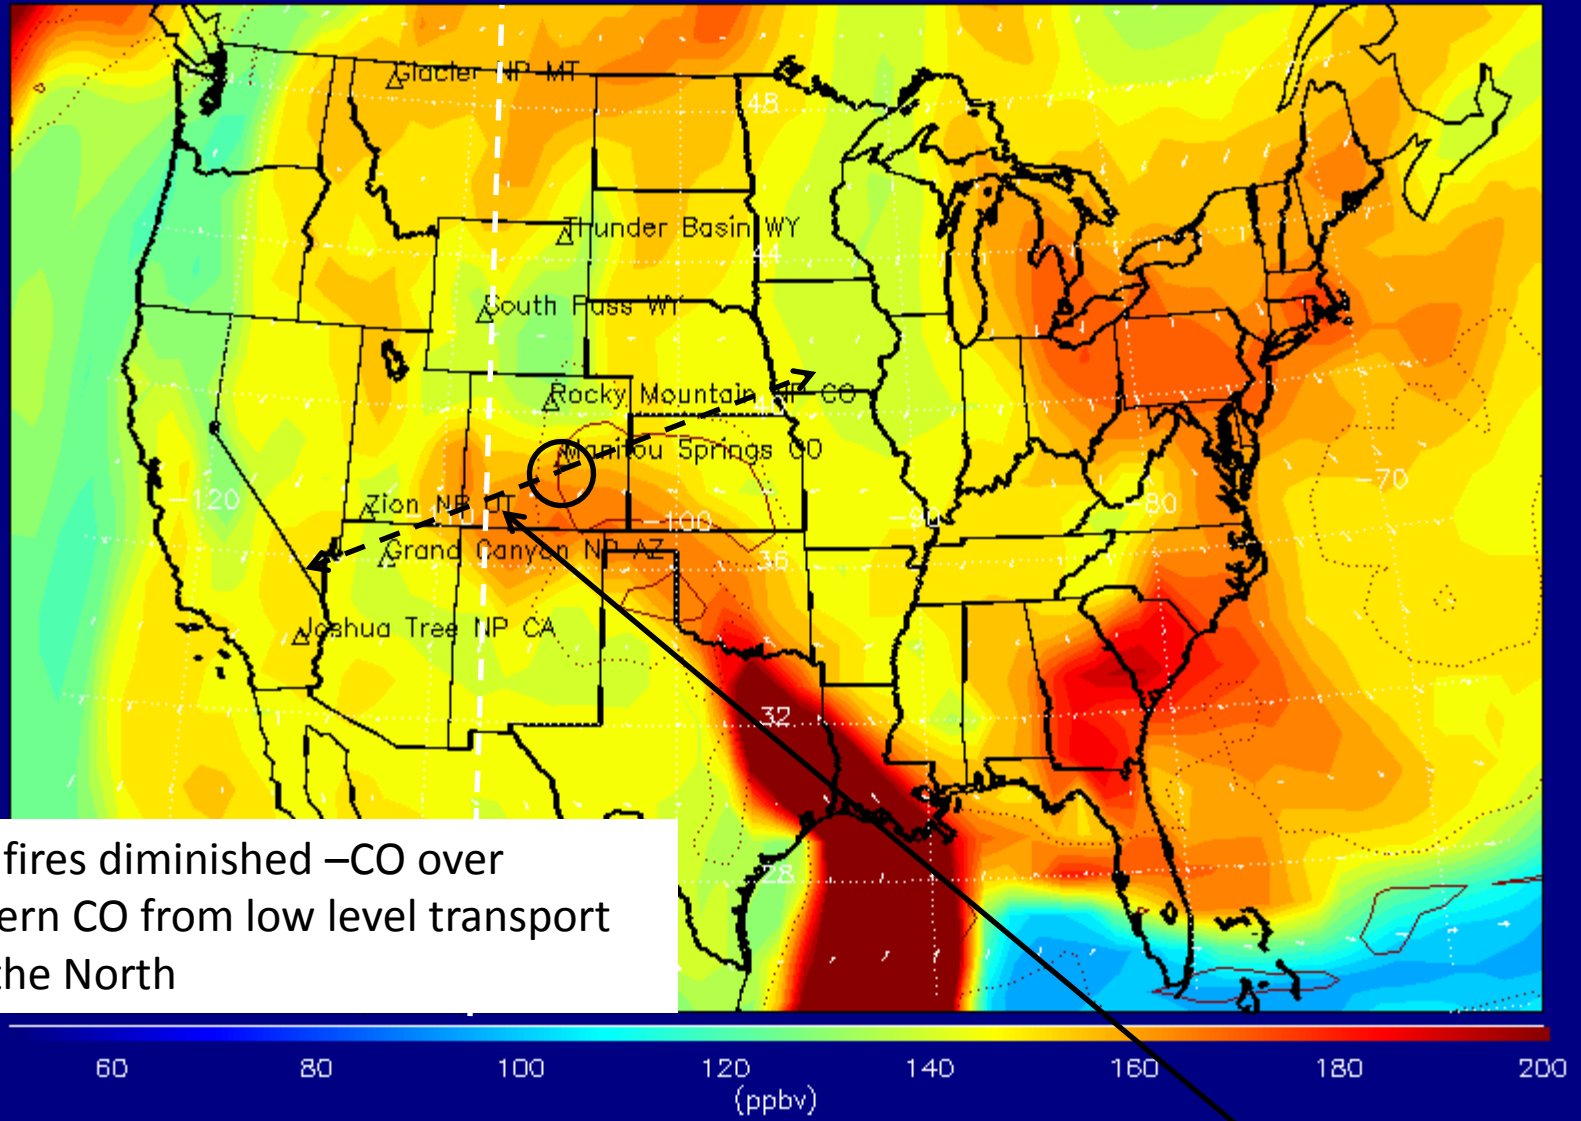 Glacier NP MT
48
Thunder Basin WY
44
South Pass WY
Rocky Mountain NP CO
40
Manitou Springs CO
-120
Zion NP UT
-110
-100
-90
-80
-70
Grand Canyon NP AZ
36
Joshua Tree NP CA
32
28
fires diminished –CO over
ern CO from low level transport
the North
60 80 100 120 140 160 180 200
(ppbv)